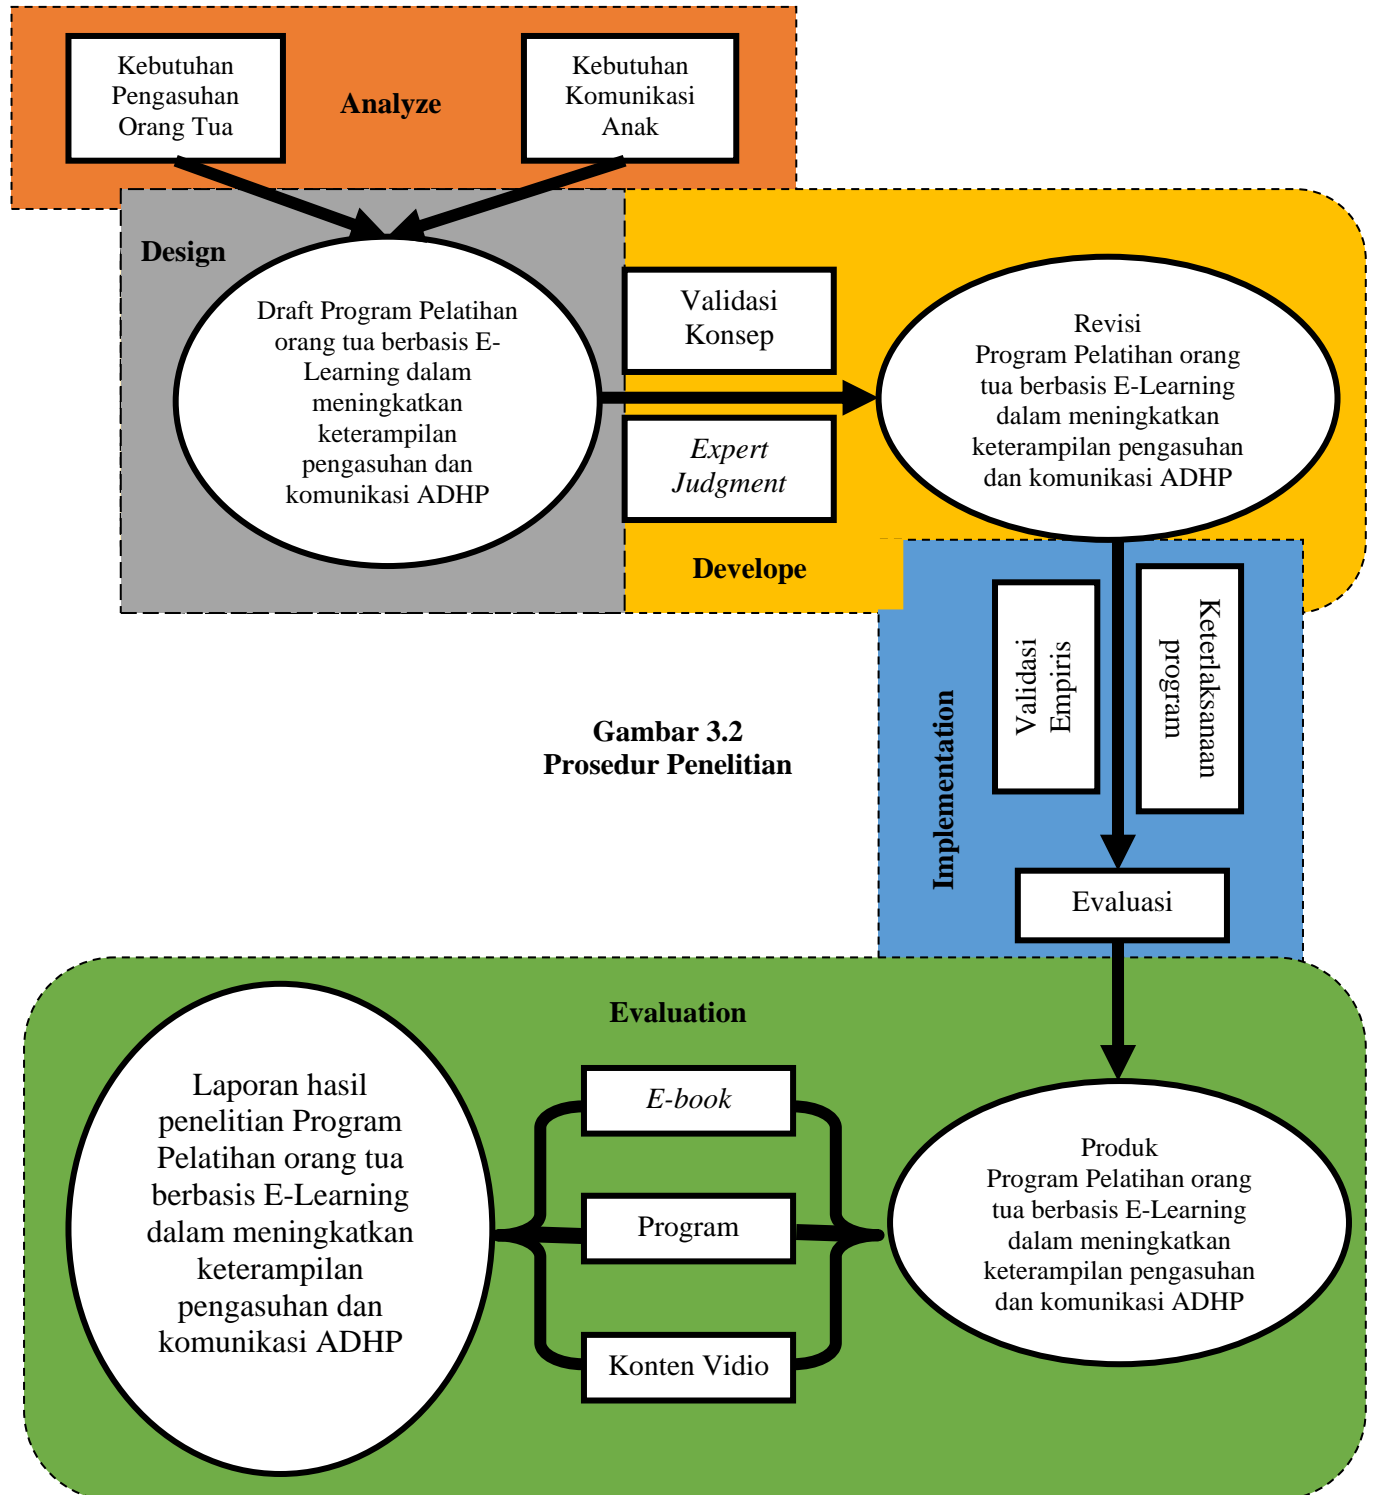 Kebutuhan
Pengasuhan
Orang Tua
Analyze
Kebutuhan
Komunikasi
Anak
Design
Draft Program Pelatihan
orang tua berbasis E-
Learning dalam
meningkatkan
keterampilan
pengasuhan dan
komunikasi ADHP
Validasi
Konsep
Expert
Judgment
Develope
Revisi
Program Pelatihan orang
tua berbasis E-Learning
dalam meningkatkan
keterampilan pengasuhan
dan komunikasi ADHP
Gambar 3.2
Prosedur Penelitian
Implementation
Validasi
Empiris
Keterlaksanaan
program
Evaluasi
Evaluation
Laporan hasil
penelitian Program
Pelatihan orang tua
berbasis E-Learning
dalam meningkatkan
keterampilan
pengasuhan dan
komunikasi ADHP
E-book
Program
Konten Vidio
Produk
Program Pelatihan orang
tua berbasis E-Learning
dalam meningkatkan
keterampilan pengasuhan
dan komunikasi ADHP